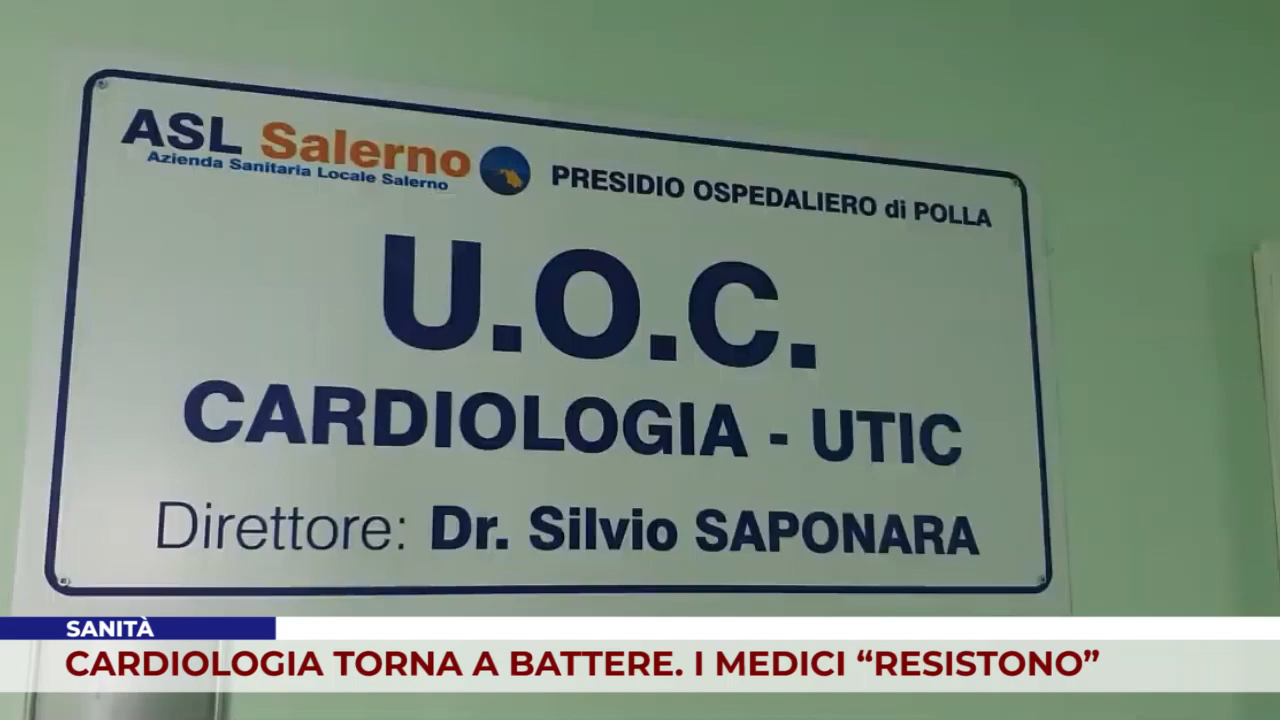 ASL Salerno
Azienda Sanitaria Locale Salerno
PRESIDIO OSPEDALIERO di POLLA
U.O.C.
CARDIOLOGIA - UTIC
Direttore: Dr. Silvio SAPONARA
SANITÀ
CARDIOLOGIA TORNA A BATTERE. I MEDICI “RESISTONO”